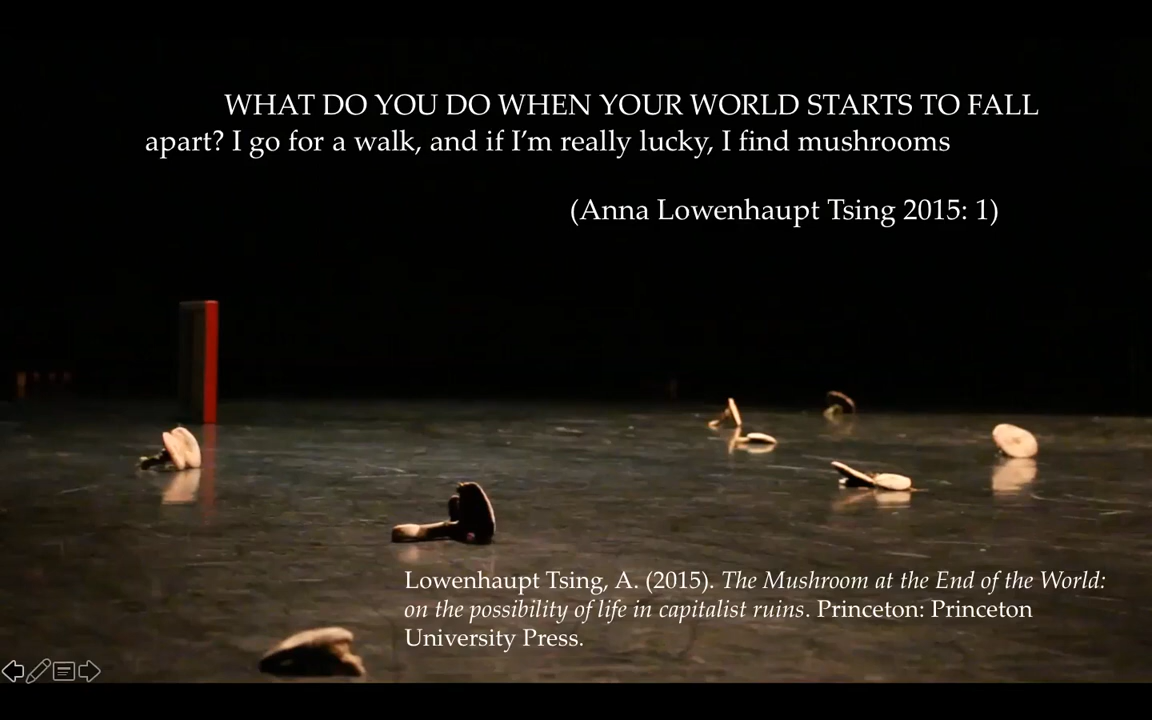 WHAT DO YOU DO WHEN YOUR WORLD STARTS TO FALL
apart? I go for a walk, and if I’m really lucky, I find mushrooms
(Anna Lowenhaupt Tsing 2015: 1)
Lowenhaupt Tsing, A. (2015). The Mushroom at the End of the World:
on the possibility of life in capitalist ruins. Princeton: Princeton
University Press.